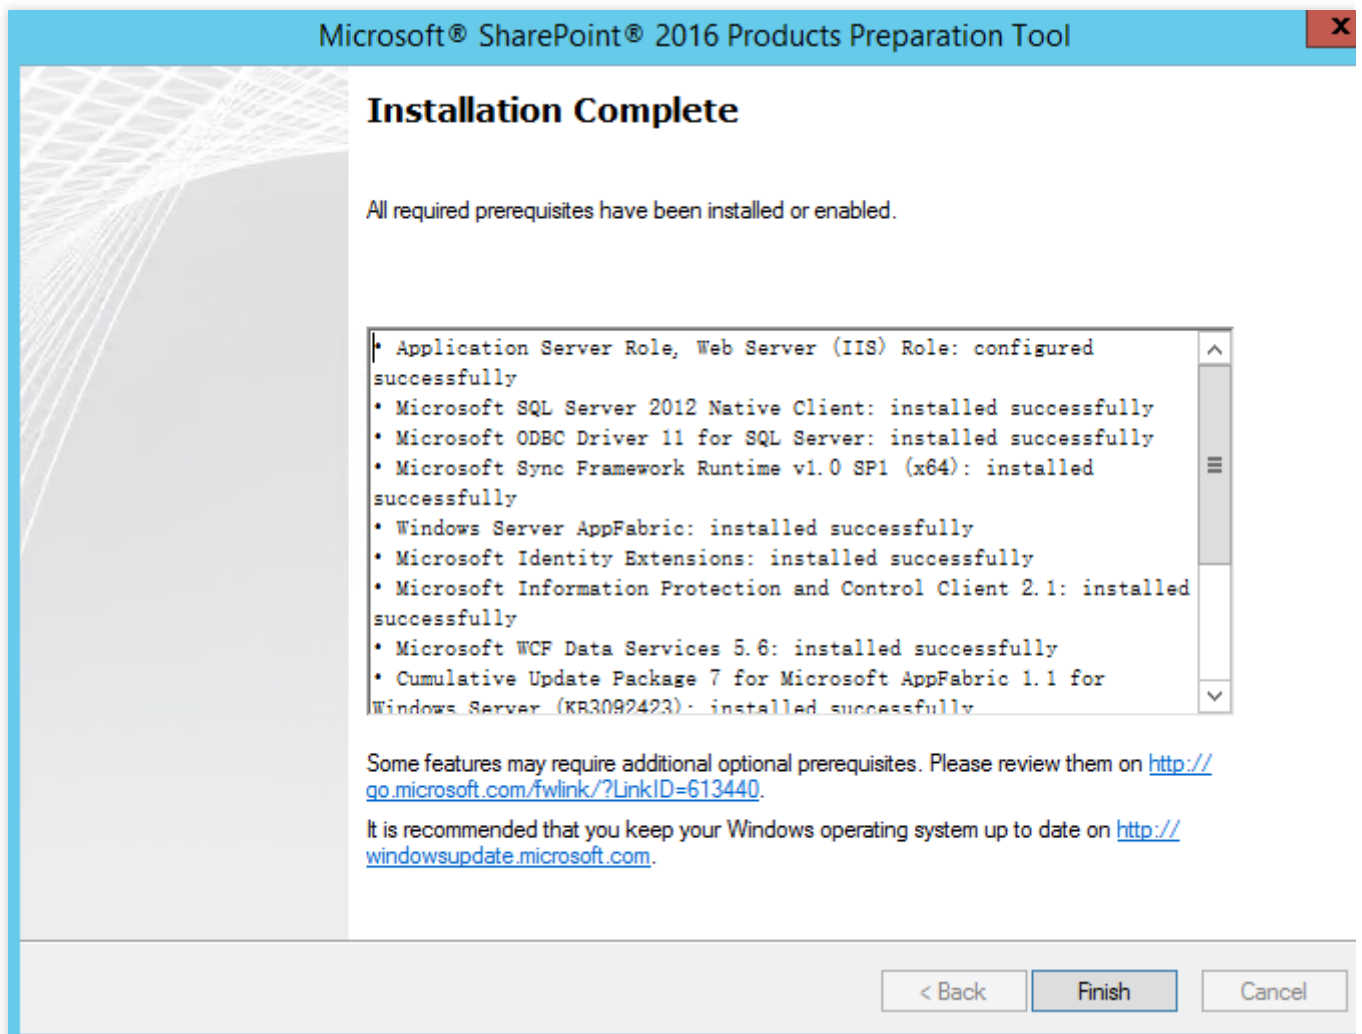 Microsoft® SharePoint® 2016 Products Preparation Tool
x
Installation Complete
All required prerequisites have been installed or enabled.
• Application Server Role, Web Server (IIS) Role: configured
successfully
• Microsoft SQL Server 2012 Native Client: installed successfully
• Microsoft ODBC Driver 11 for SQL Server: installed successfully
• Microsoft Sync Framework Runtime v1.0 SP1 (x64): installed
successfully
• Windows Server AppFabric: installed successfully
• Microsoft Identity Extensions: installed successfully
• Microsoft Information Protection and Control Client 2.1: installed
successfully
• Microsoft WCF Data Services 5.6: installed successfully
• Cumulative Update Package 7 for Microsoft AppFabric 1.1 for
Windows Server (KB3092423): installed successfully
Some features may require additional optional prerequisites. Please review them on http://
go.microsoft.com/fwlink/?LinkID=613440.
It is recommended that you keep your Windows operating system up to date on http://
windowsupdate.microsoft.com.
< Back
Finish
Cancel